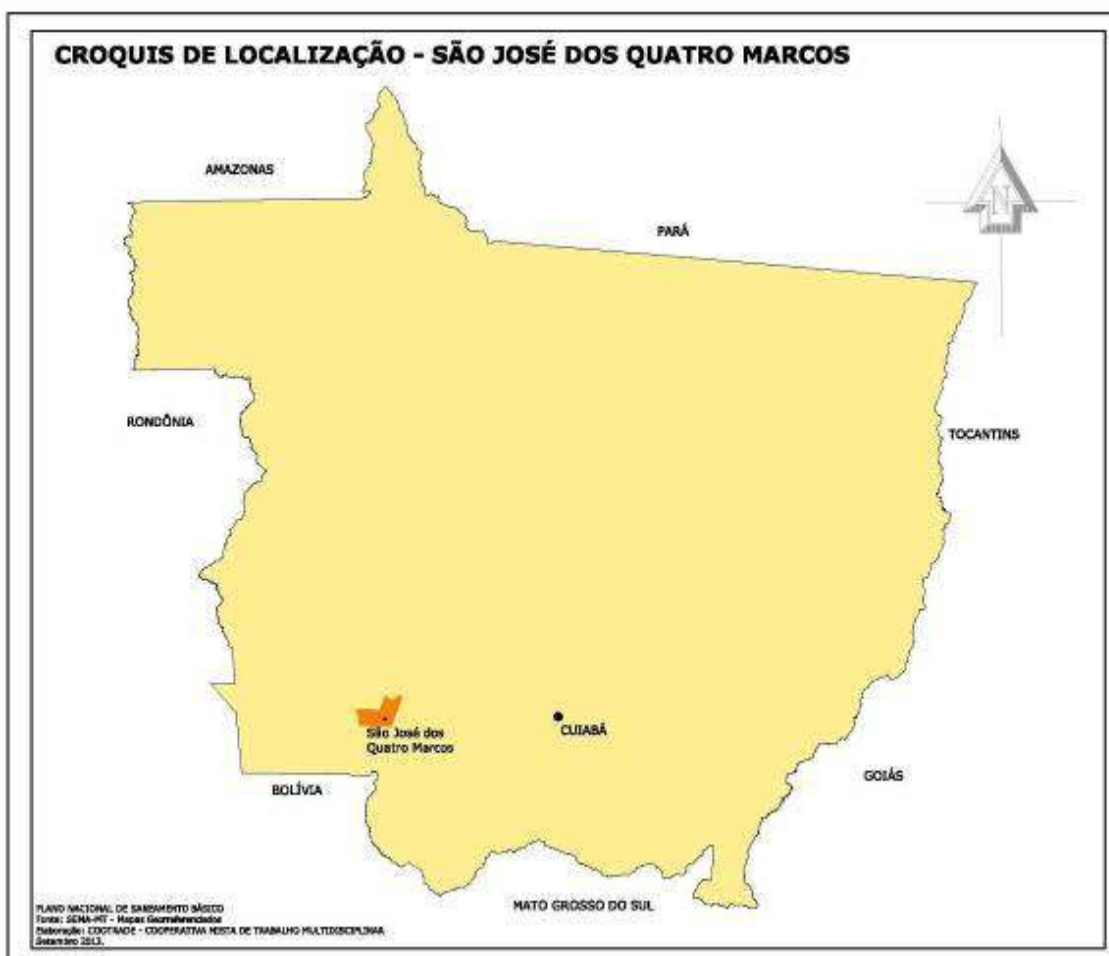 CROQUIS DE LOCALIZAÇÃO - SÃO JOSÉ DOS QUATRO MARCOS
AMAZONAS
N
PARÁ
RONDÔNIA
TOCANTINS
São José dos
Quatro Marcos
CUIABÁ
BOLÍVIA
GOIÁS
MATO GROSSO DO SUL
PLANO NACIONAL DE SANEAMENTO BÁSICO
Fonte: SEMA-MT - Mapas Georreferenciados
Elaboração: COOTRADE - COOPERATIVA MISTA DE TRABALHO MULTIDISCIPLINAR
Setembro 2013.